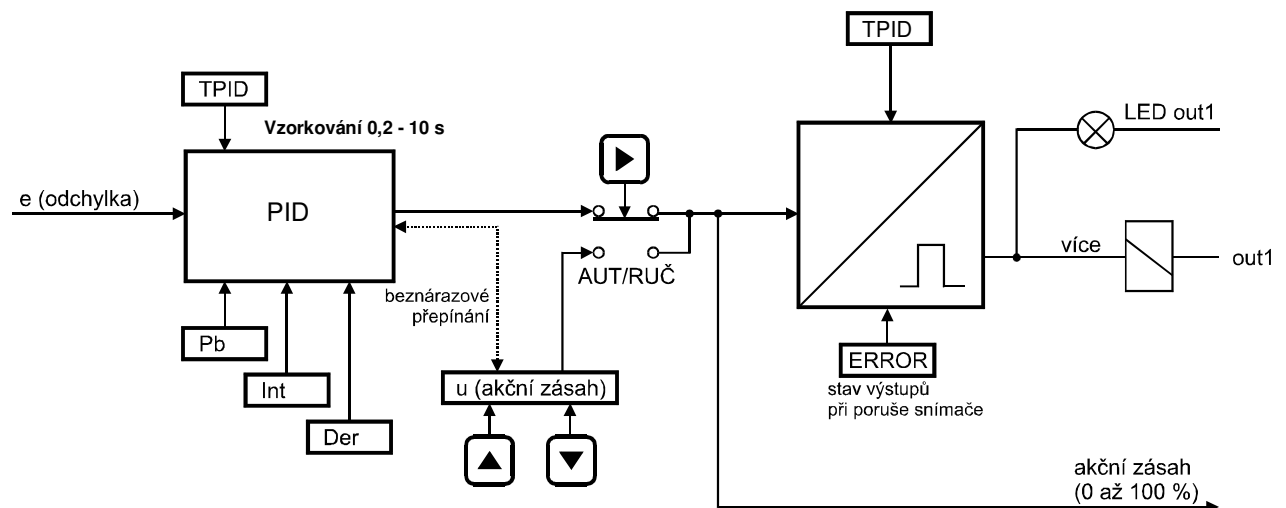 TPID
TPID
LED out1
Vzorkování 0,2 - 10 s
e (odchylka)
PID
více
out1
AUT/RUČ
beznárazové
přepínání
Pb
ERROR
Int
u (akční zásah)
stav výstupů
při poruše snímače
Der
akční zásah
(0 až 100 %)